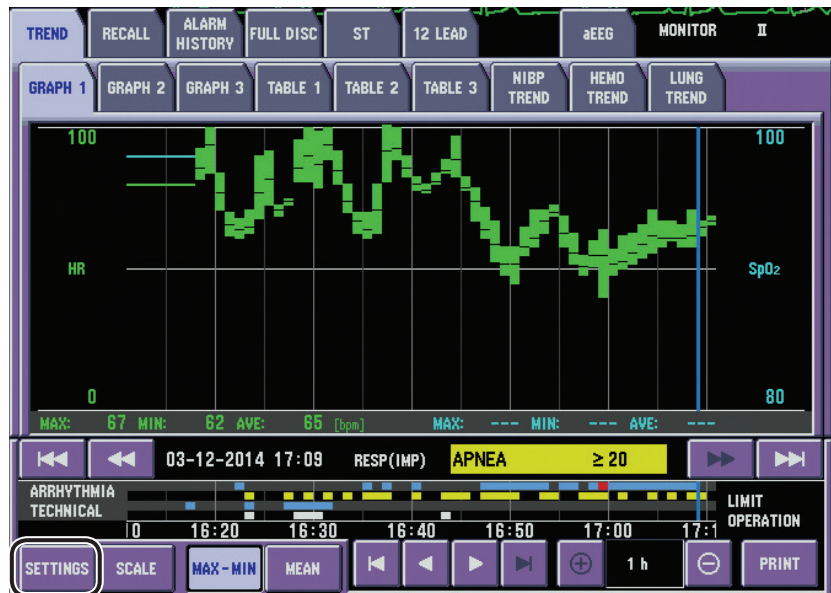 TREND RECALL ALARM HISTORY FULL DISC ST 12 LEAD aEEG MONITOR II
GRAPH 1 GRAPH 2 GRAPH 3 TABLE 1 TABLE 2 TABLE 3 NIBP TREND HEMO TREND LUNG TREND
100 100
HR SpO2
0 80
MAX: 67 MIN: 62 AVE: 65 [bpm] MAX: --- MIN: --- AVE: ---
03-12-2014 17:09 RESP(IMP) APNEA ≥ 20
ARRHYTHMIA
TECHNICAL
LIMIT
OPERATION
0 16:20 16:30 16:40 16:50 17:00 17:1
SETTINGS SCALE MAX-MIN MEAN 1 h PRINT